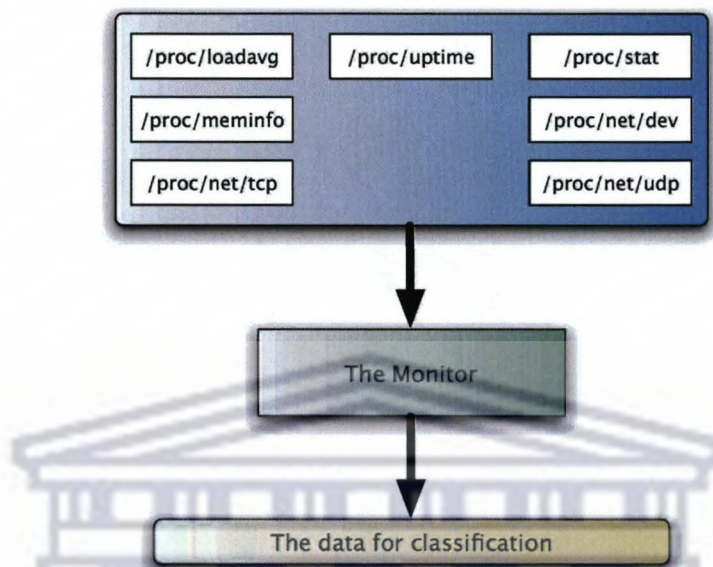 /proc/loadavg /proc/uptime /proc/stat
/proc/meminfo /proc/net/dev
/proc/net/tcp /proc/net/udp
The Monitor
The data for classification